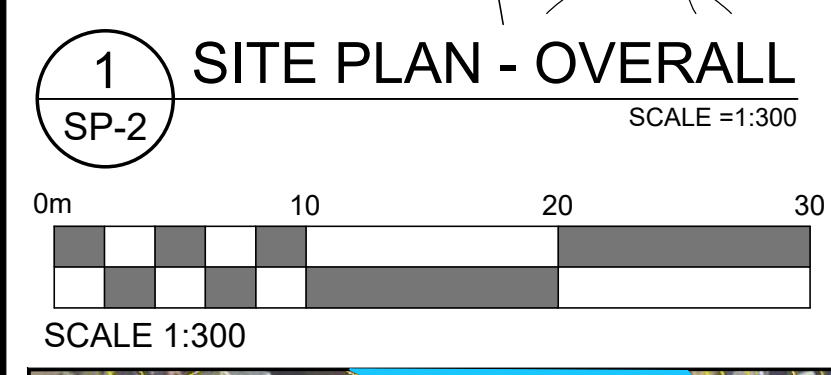 1
SITE PLAN - OVERALL
SP-2
SCALE =1:300
0m 10 20 30
SCALE 1:300